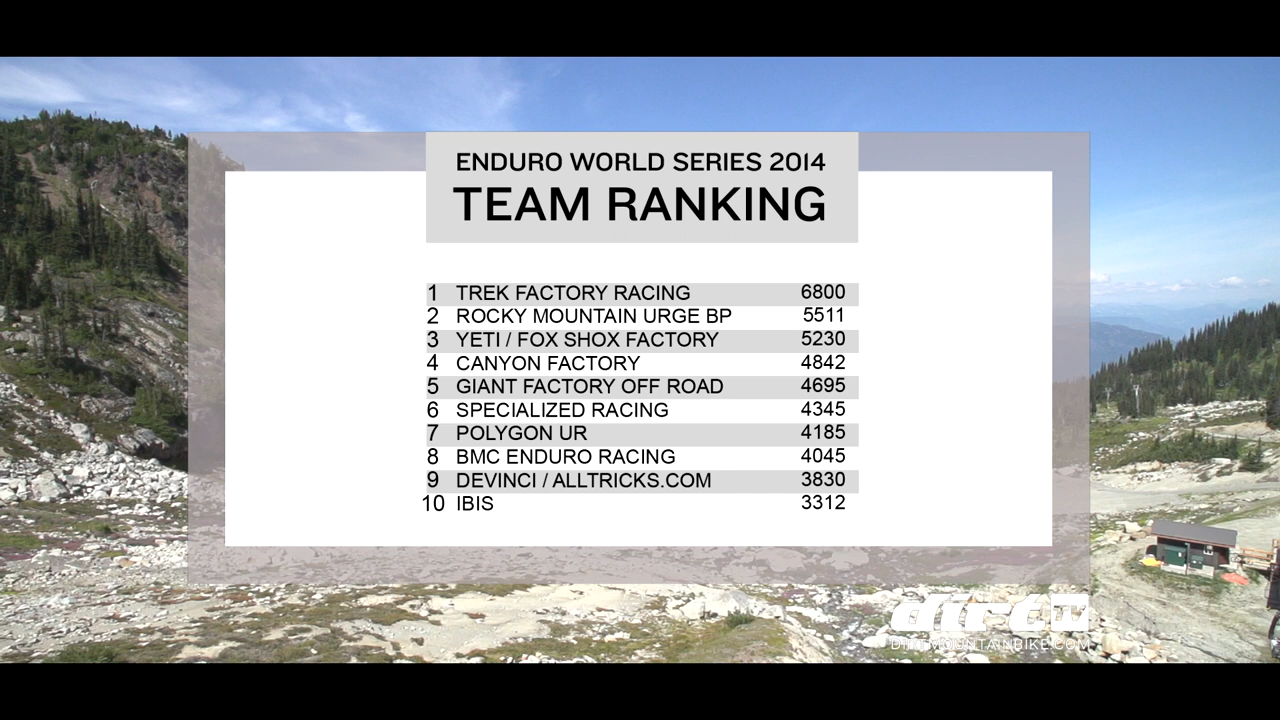 ENDURO WORLD SERIES 2014
TEAM RANKING
1 TREK FACTORY RACING 6800
2 ROCKY MOUNTAIN URGE BP 5511
3 YETI / FOX SHOX FACTORY 5230
4 CANYON FACTORY 4842
5 GIANT FACTORY OFF ROAD 4695
6 SPECIALIZED RACING 4345
7 POLYGON UR 4185
8 BMC ENDURO RACING 4045
9 DEVINCI / ALLTRICKS.COM 3830
10 IBIS 3312
dirt TV
DIRTMOUNTAINBIKE.COM